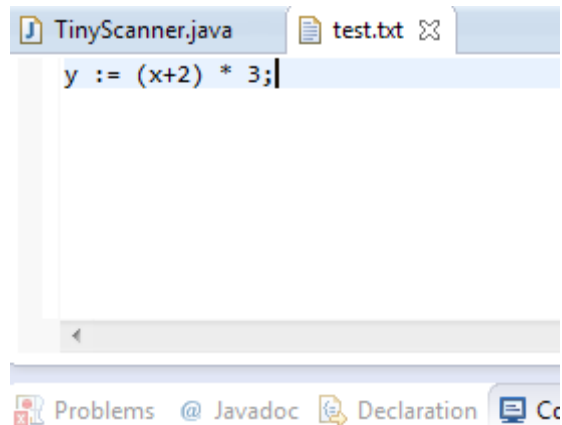 TinyScanner.java test.txt
y := (x+2) * 3;
Problems @ Javadoc Declaration